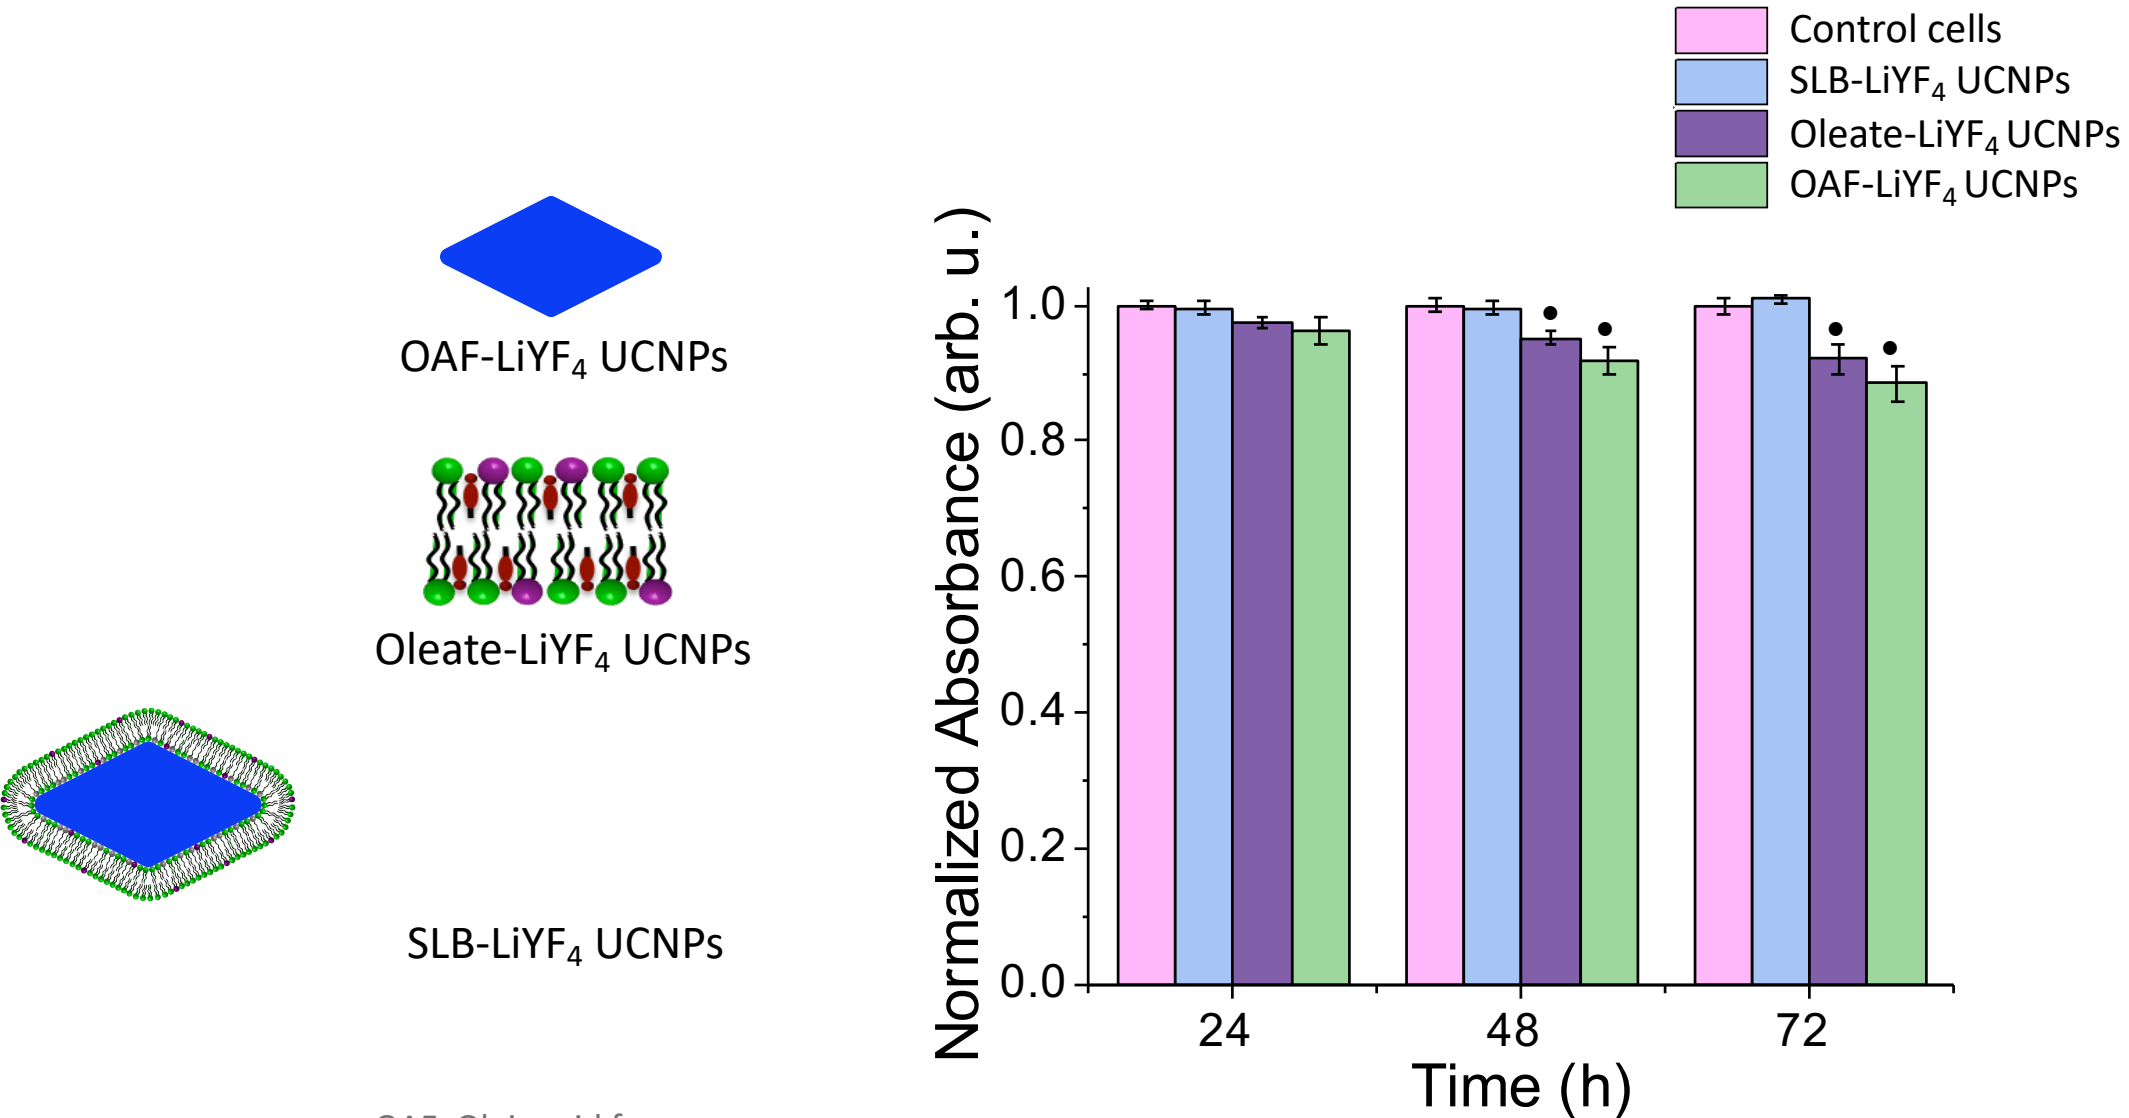 Control cells
SLB-LiYF4 UCNPs
Oleate-LiYF4 UCNPs
OAF-LiYF4 UCNPs
OAF-LiYF4 UCNPs
Oleate-LiYF4 UCNPs
SLB-LiYF4 UCNPs
Normalized Absorbance (arb. u.)
1.0
0.8
0.6
0.4
0.2
0.0
24 48 72
Time (h)